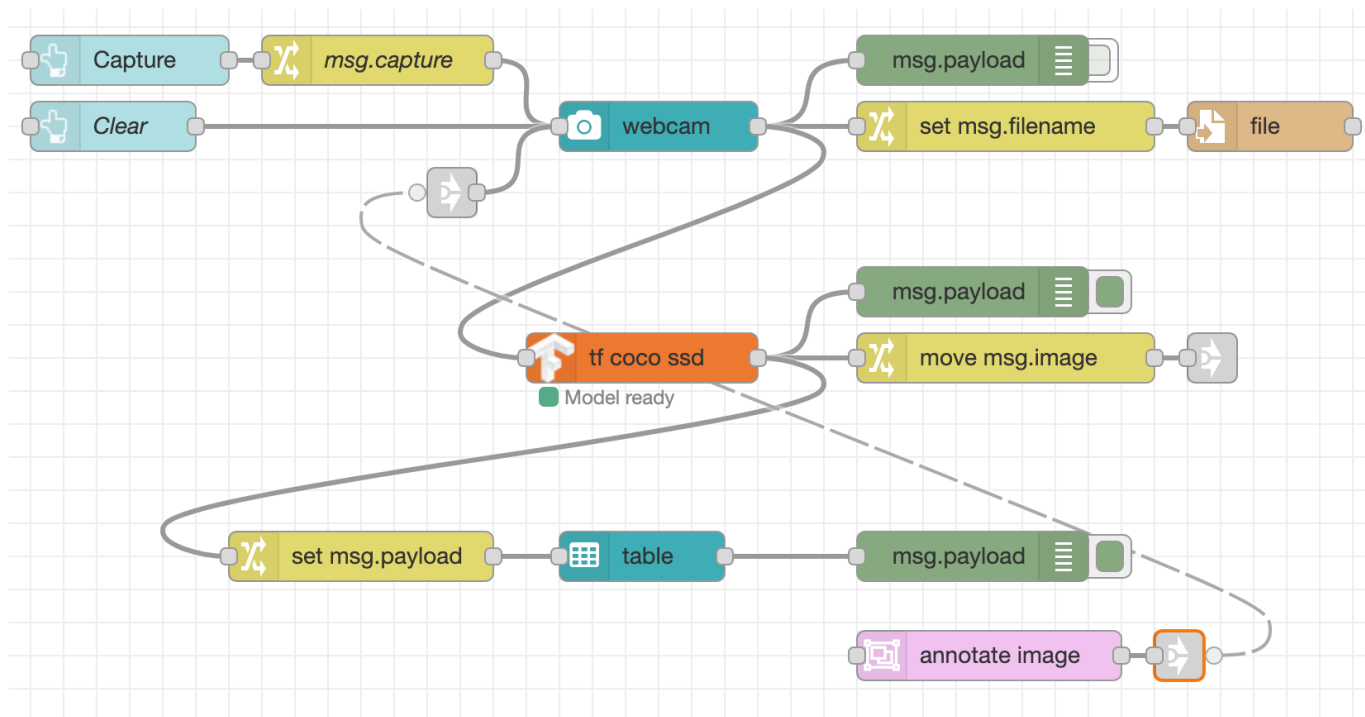 Capture
msg.capture
msg.payload
Clear
webcam
set msg.filename
file
msg.payload
tf coco ssd
move msg.image
Model ready
set msg.payload
table
msg.payload
annotate image